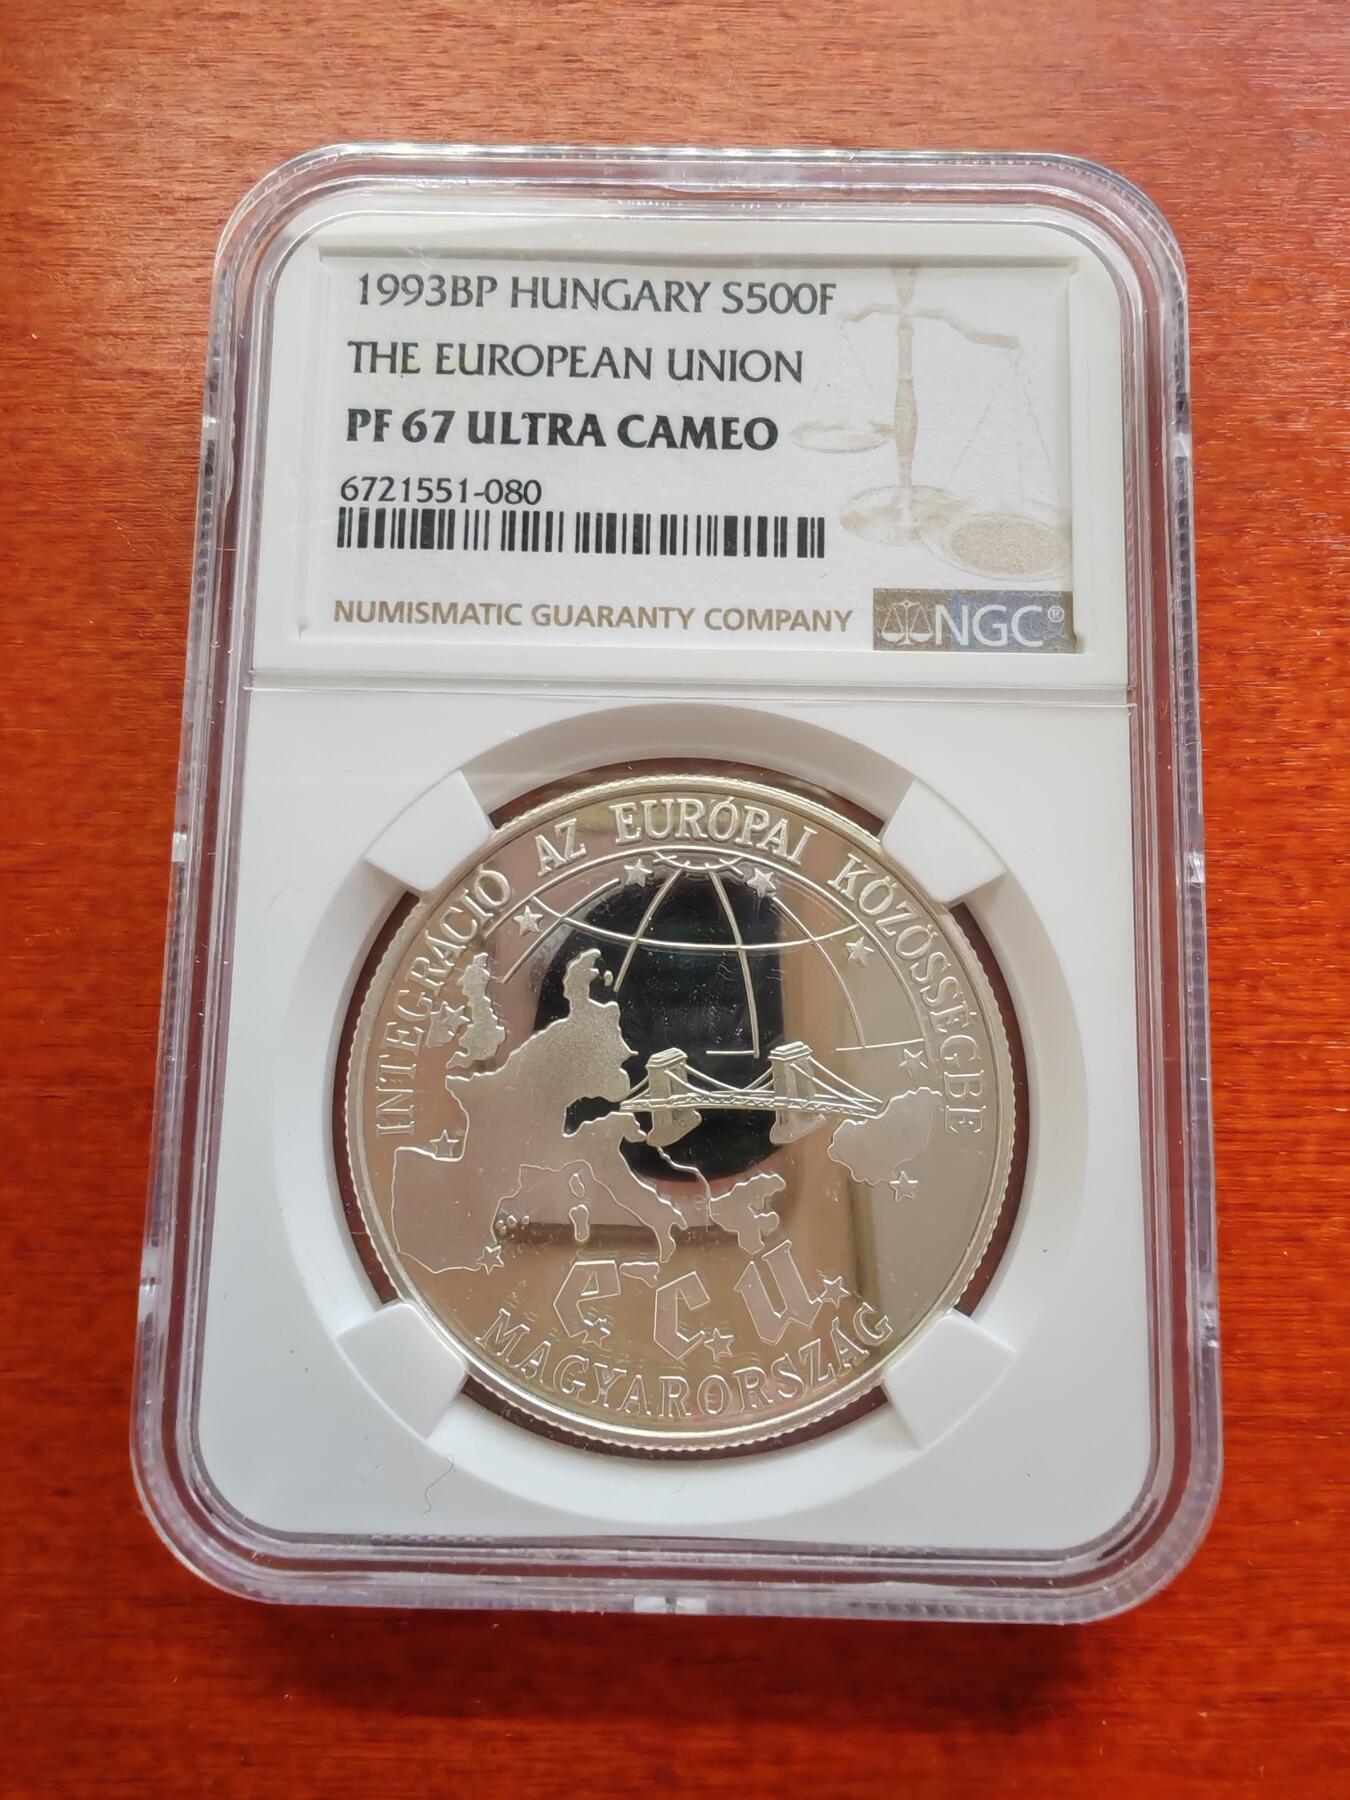 1993BP HUNGARY S500F
THE EUROPEAN UNION
PF 67 ULTRA CAMEO
6721551-080
NUMISMATIC GUARANTY COMPANY
NGC®
INTEGRACIÓ AZ EURÓPAI KÖZÖSSÉGBE
ecu
MAGYARORSZÁG